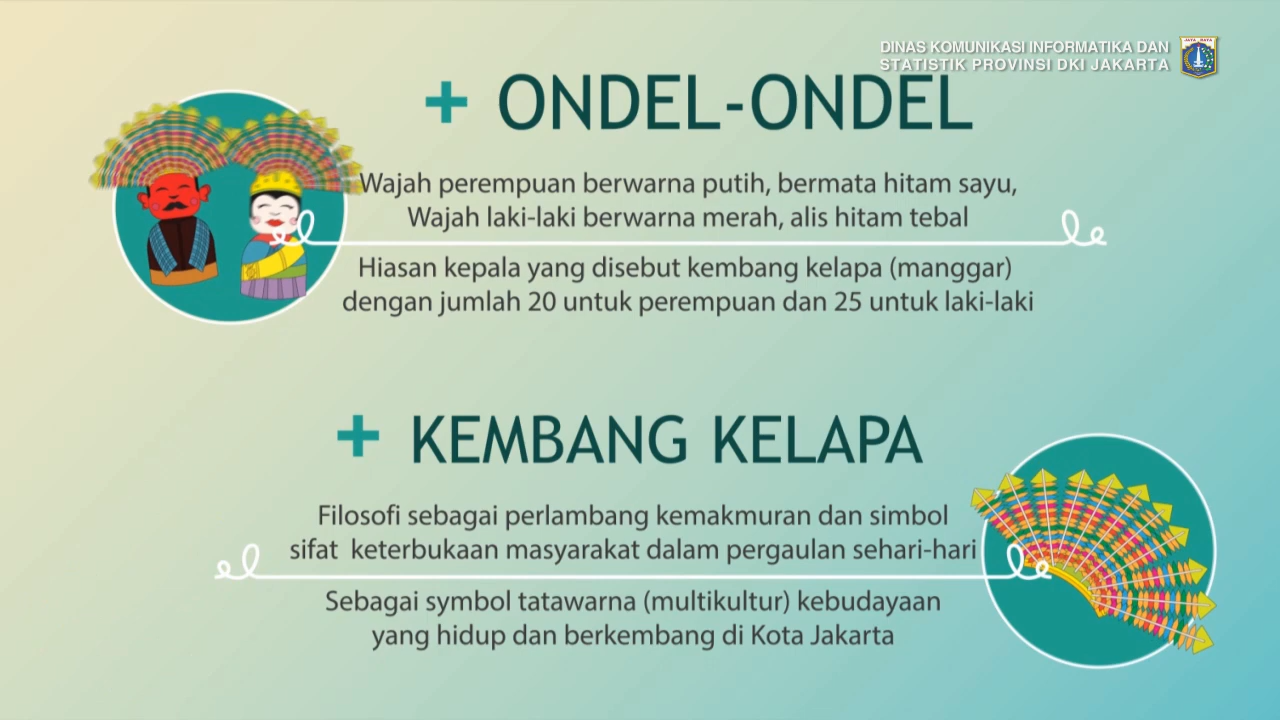 DINAS KOMUNIKASI INFORMATIKA DAN
STATISTIK PROVINSI DKI JAKARTA
JAYA RAYA
+ ONDEL-ONDEL
Wajah perempuan berwarna putih, bermata hitam sayu,
Wajah laki-laki berwarna merah, alis hitam tebal
Hiasan kepala yang disebut kembang kelapa (manggar)
dengan jumlah 20 untuk perempuan dan 25 untuk laki-laki
+ KEMBANG KELAPA
Filosofi sebagai perlambang kemakmuran dan simbol
sifat keterbukaan masyarakat dalam pergaulan sehari-hari
Sebagai symbol tatawarna (multikultur) kebudayaan
yang hidup dan berkembang di Kota Jakarta